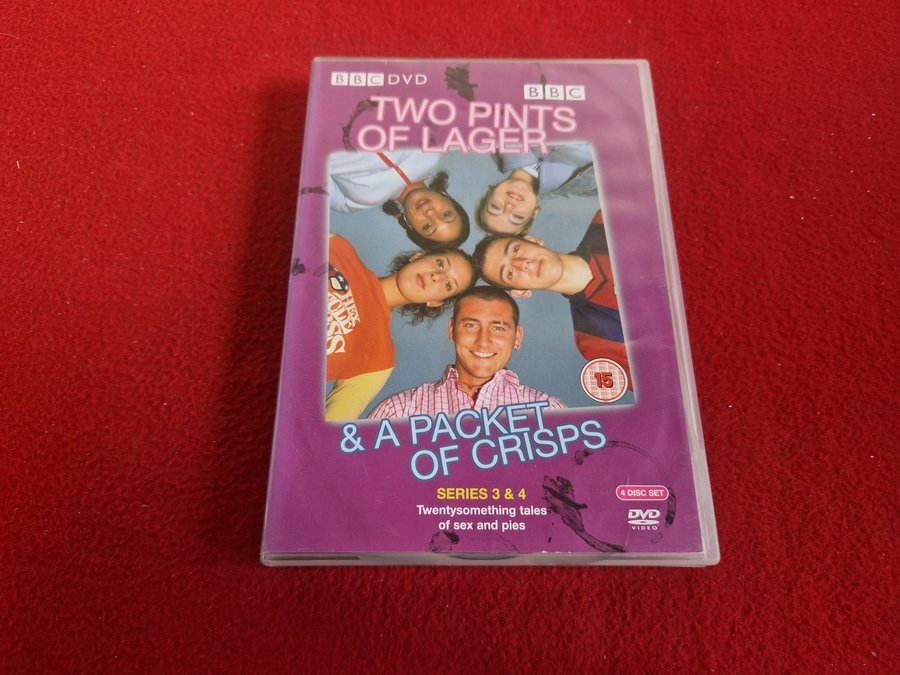 BBC DVD
BBC
TWO PINTS
OF LAGER
15
& A PACKET
OF CRISPS
SERIES 3 & 4
Twentysomething tales
of sex and pies
4 DISC SET
DVD
VIDEO